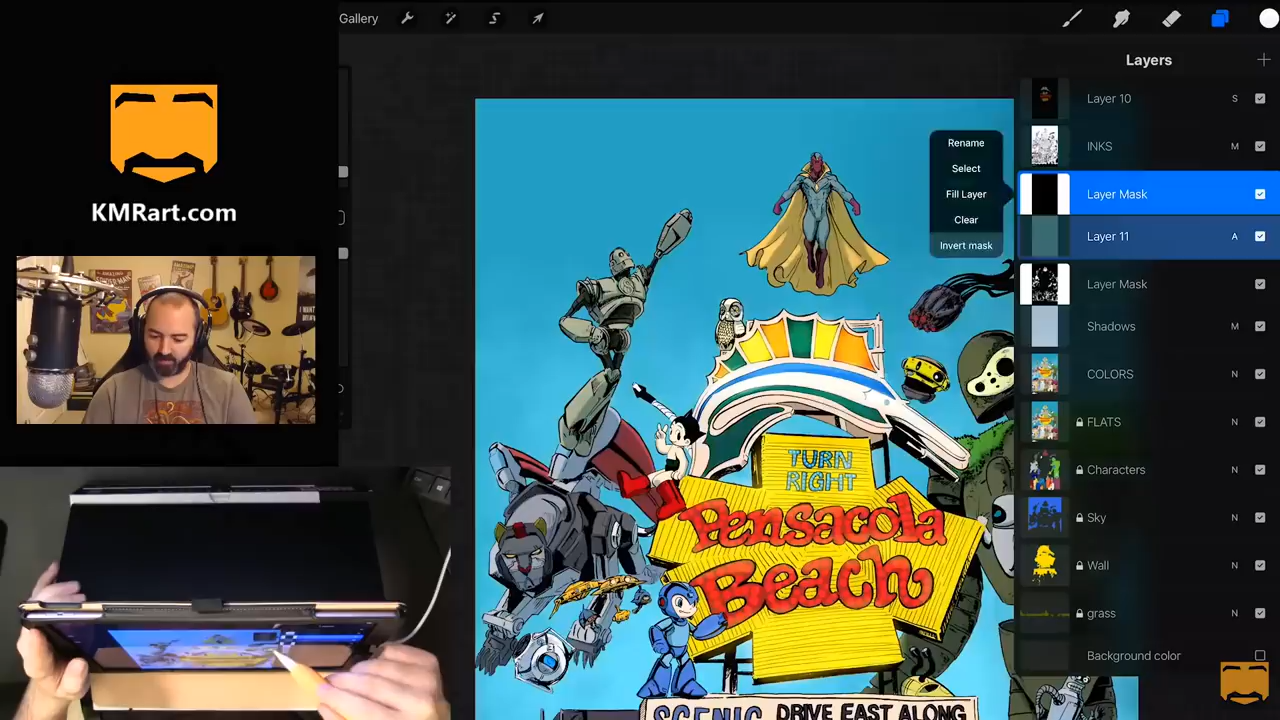 Gallery
Layers
Layer 10
S
INKS
M
Layer Mask
Layer 11
A
Layer Mask
Shadows
M
COLORS
N
FLATS
N
Characters
N
Sky
N
Wall
N
grass
N
Background color
Rename
Select
Fill Layer
Clear
Invert mask
KMRart.com
TURN
RIGHT
Pensacola
Beach
SCENIC DRIVE EAST ALONG